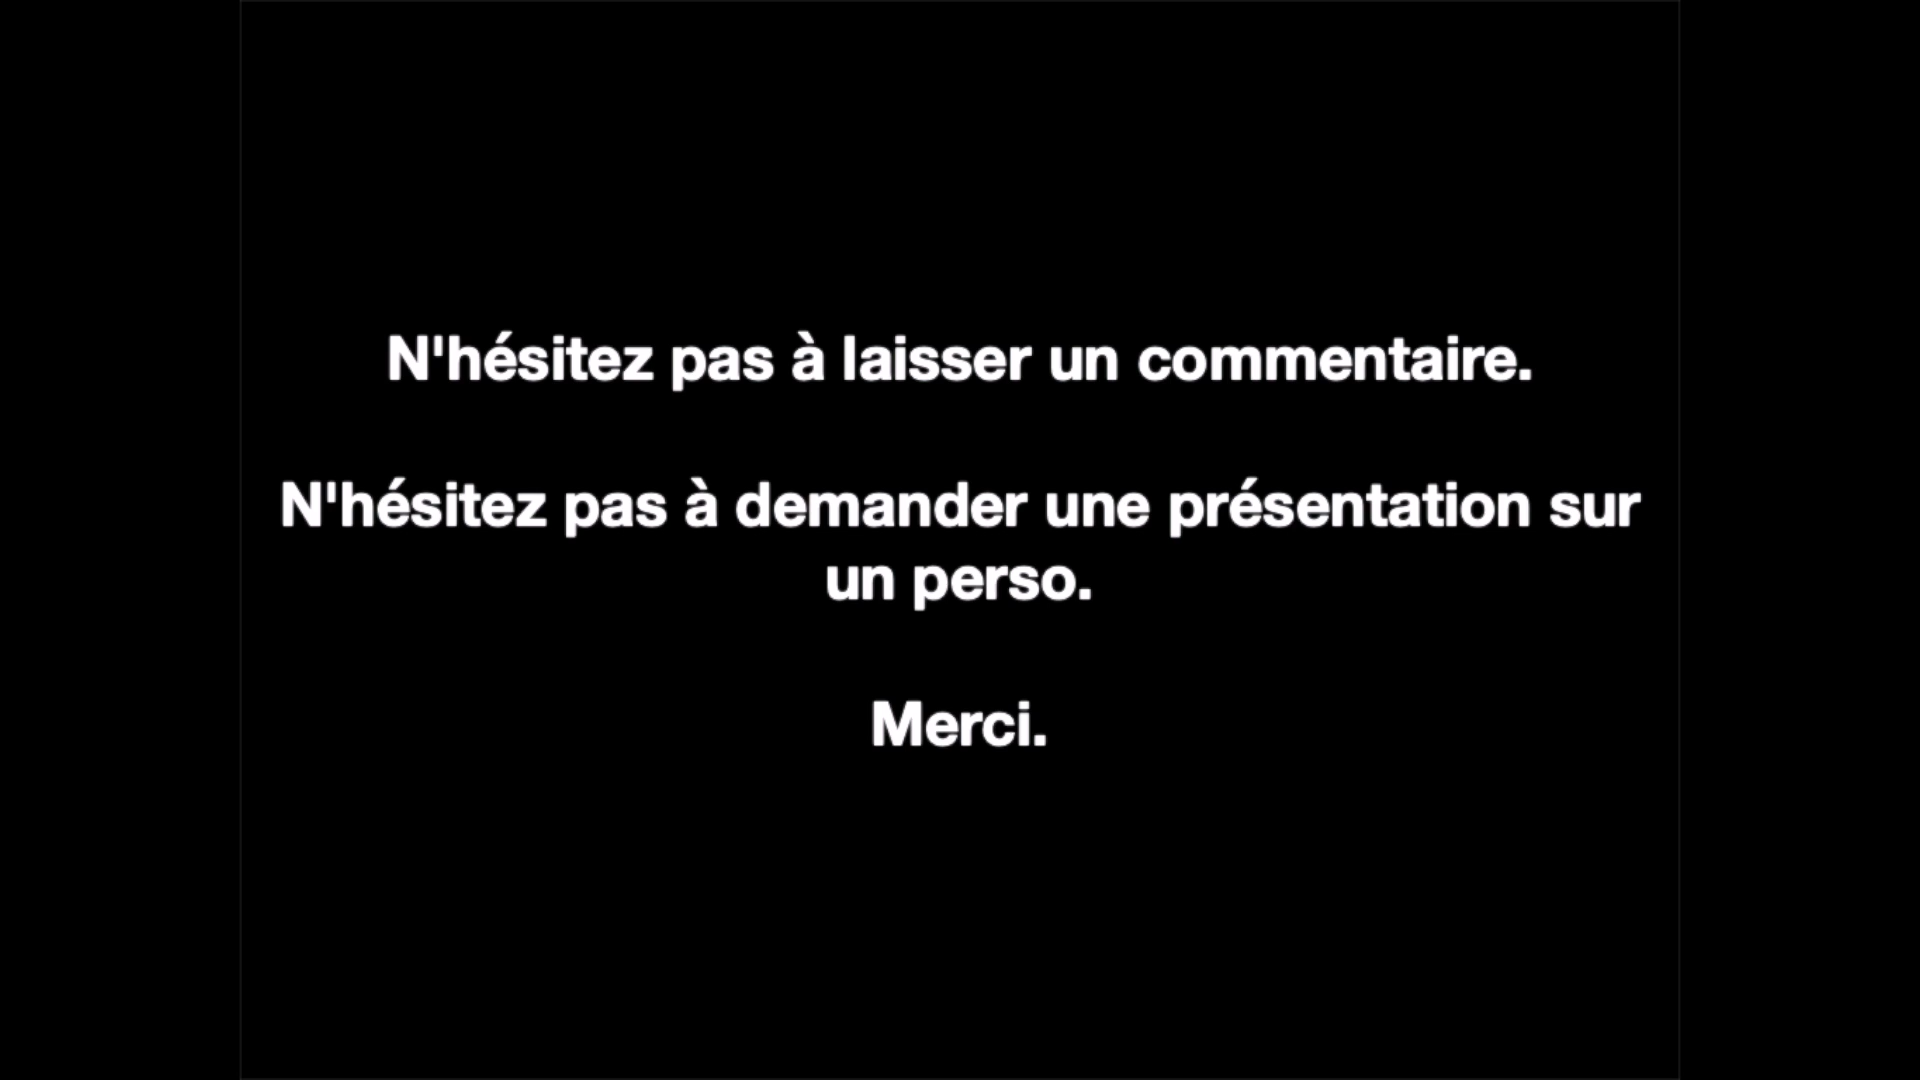 N'hésitez pas à laisser un commentaire.
N'hésitez pas à demander une présentation sur
un perso.
Merci.